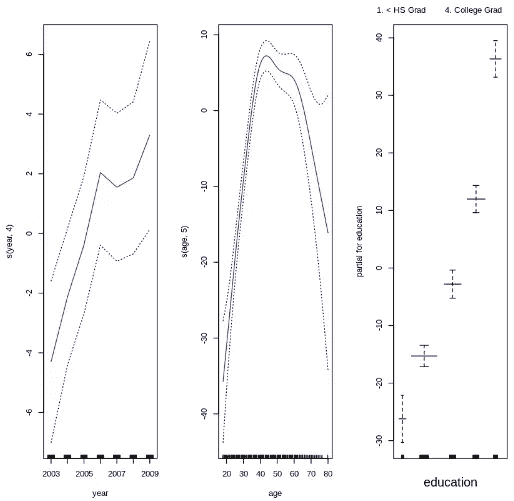 1. < HS Grad 4. College Grad
s(year, 4)
-6 -4 -2 0 2 4 6
2003 2005 2007 2009
year
s(age, 5)
-40 -30 -20 -10 0 10
20 30 40 50 60 70 80
age
partial for education
-30 -20 -10 0 10 20 30 40
education